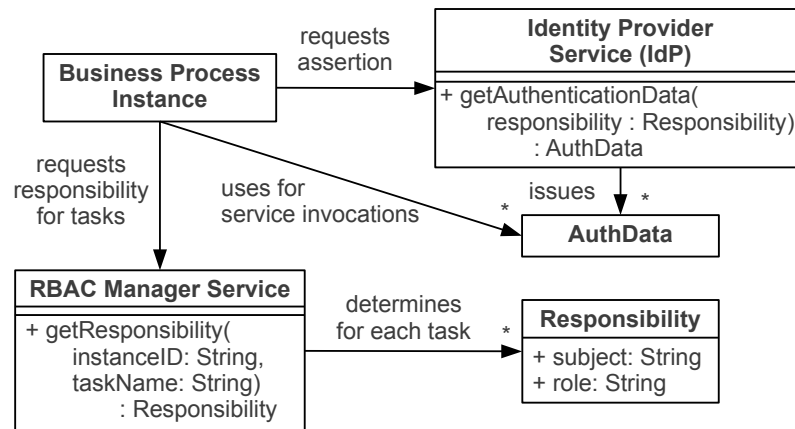 Business Process
Instance
requests
assertion
Identity Provider
Service (IdP)
+ getAuthenticationData(
responsibility : Responsibility)
: AuthData
requests
responsibility
for tasks
uses for
service invocations
*
issues
*
AuthData
RBAC Manager Service
+ getResponsibility(
instanceID: String,
taskName: String)
: Responsibility
determines
for each task
*
Responsibility
+ subject: String
+ role: String